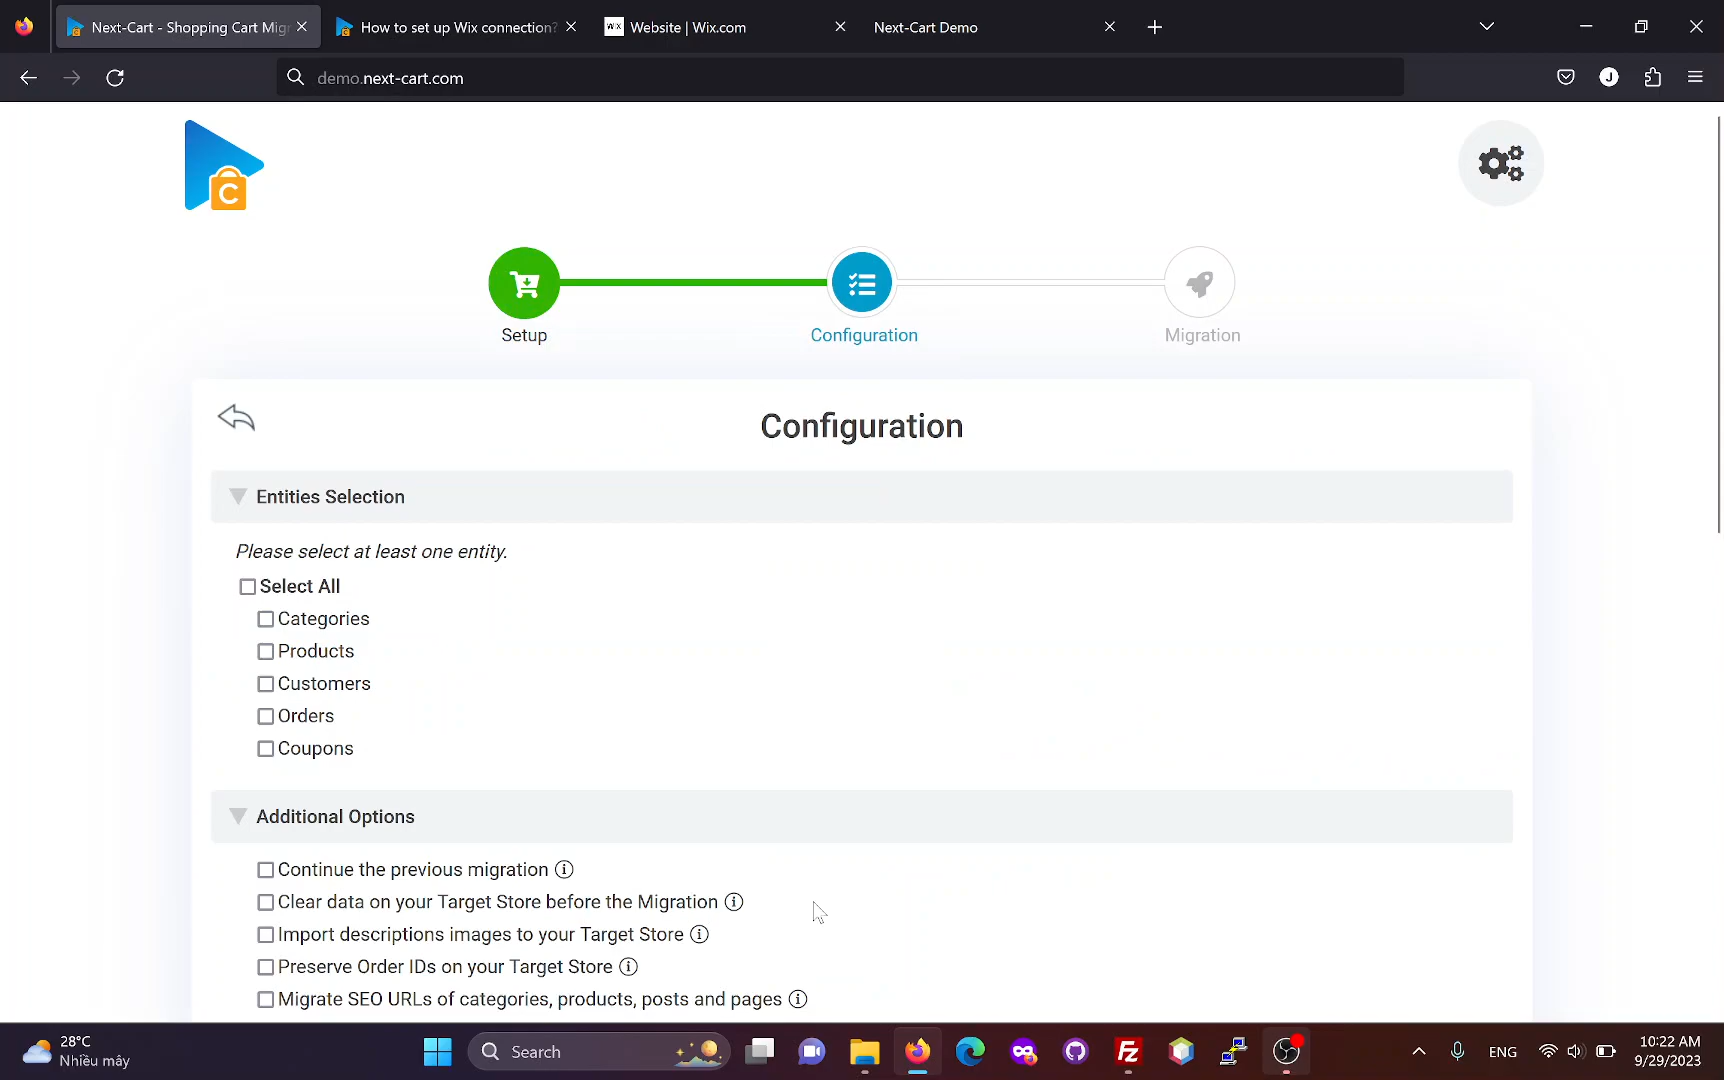 Next-Cart - Shopping Cart Migr
How to set up Wix connection?
WIX Website | Wix.com
Next-Cart Demo
demo.next-cart.com
J
C
Setup
Configuration
Migration
Configuration
Entities Selection
Please select at least one entity.
Select All
Categories
Products
Customers
Orders
Coupons
Additional Options
Continue the previous migration
Clear data on your Target Store before the Migration
Import descriptions images to your Target Store
Preserve Order IDs on your Target Store
Migrate SEO URLs of categories, products, posts and pages
28°C
Nhiều mây
Search
Fz
ENG
10:22 AM
9/29/2023